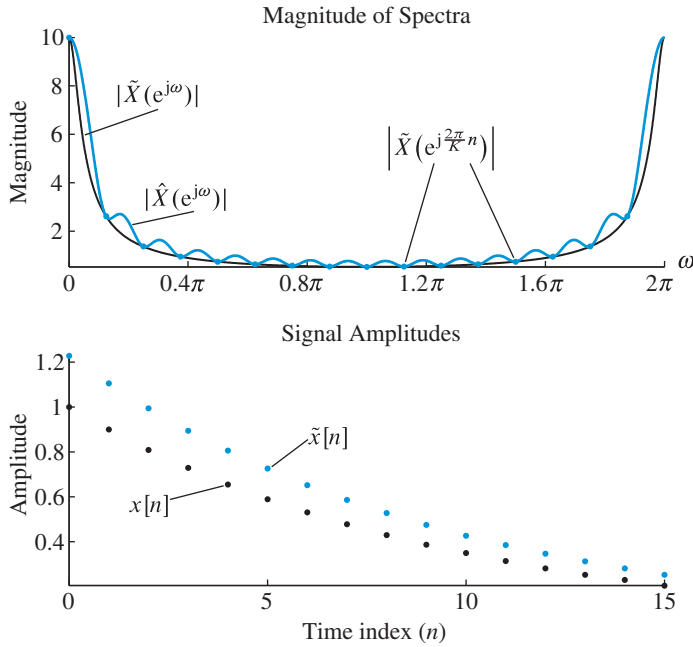 Magnitude of Spectra
Magnitude
10
8
6
4
2
|X̃(e^{jω})|
|X̂(e^{jω})|
|X̃(e^{j\frac{2π}{K}n})|
0 0.4π 0.8π 1.2π 1.6π 2π
ω
Signal Amplitudes
Amplitude
1.2
1
0.8
0.6
0.4
x̃[n]
x[n]
0 5 10 15
Time index (n)